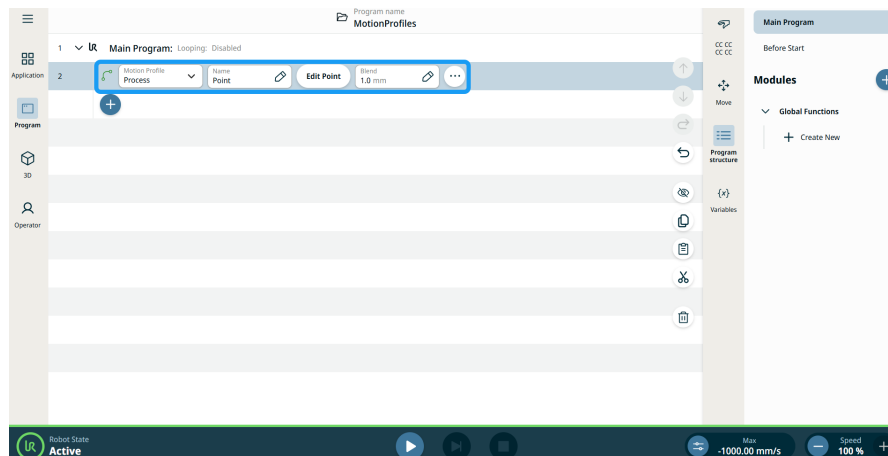 Program name
MotionProfiles
Application
Program
3D
Operator
1 Main Program: Looping: Disabled
2 Motion Profile Process Name Point Edit Point Blend 1.0 mm
CC CC
CC CC
Move
Program structure
{x}
Variables
Main Program
Before Start
Modules
Global Functions
Create New
Robot State
Active
Max
-1000.00 mm/s
Speed
100 %